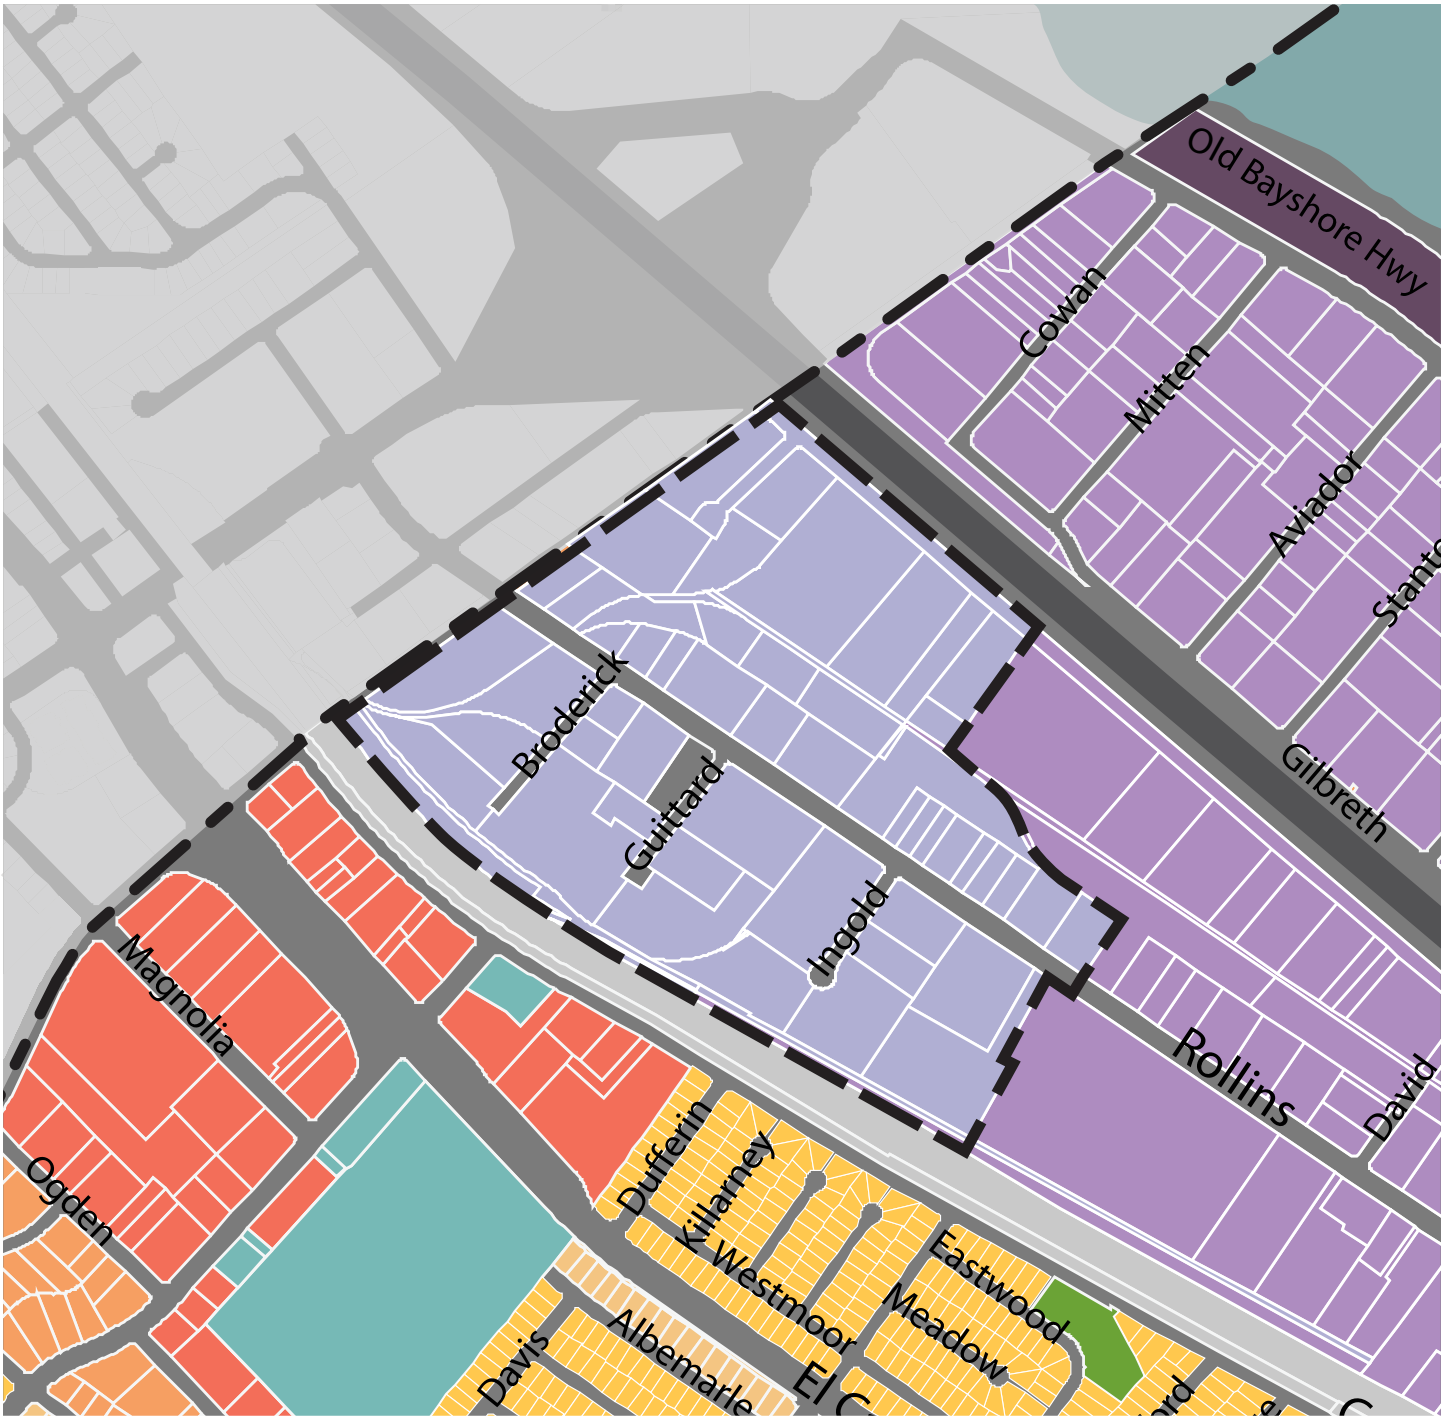 Old Bayshore Hwy
Cowan
Mitten
Aviador
Gilbreth
Broderick
Guittard
Ingold
Rollins
David
Magnolia
Ogden
Dufferin
Killarney
Westmoor
Eastwood
Meadow
Albemarle
Davis
El